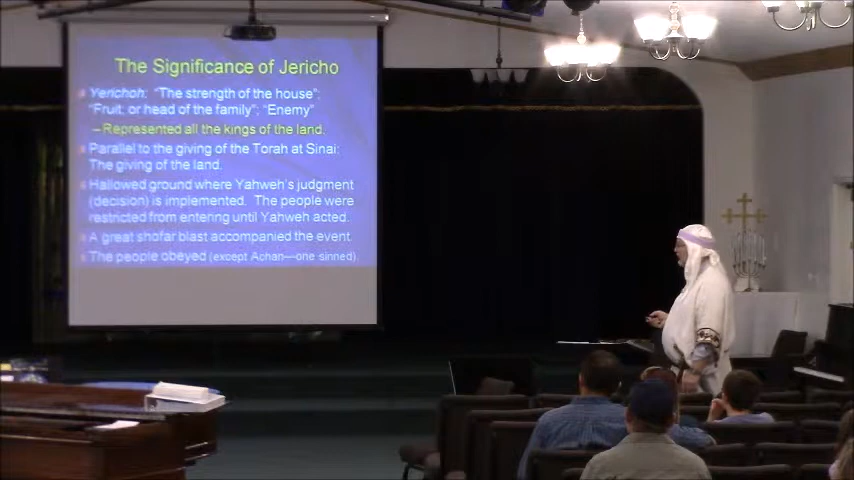 The Significance of Jericho
Yerichoh: "The strength of the house";
"Fruit, or head of the family"; "Enemy"
–Represented all the kings of the land.
Parallel to the giving of the Torah at Sinai:
The giving of the land.
Hallowed ground where Yahweh's judgment
(decision) is implemented. The people were
restricted from entering until Yahweh acted.
A great shofar blast accompanied the event.
The people obeyed (except Achan—one sinned).